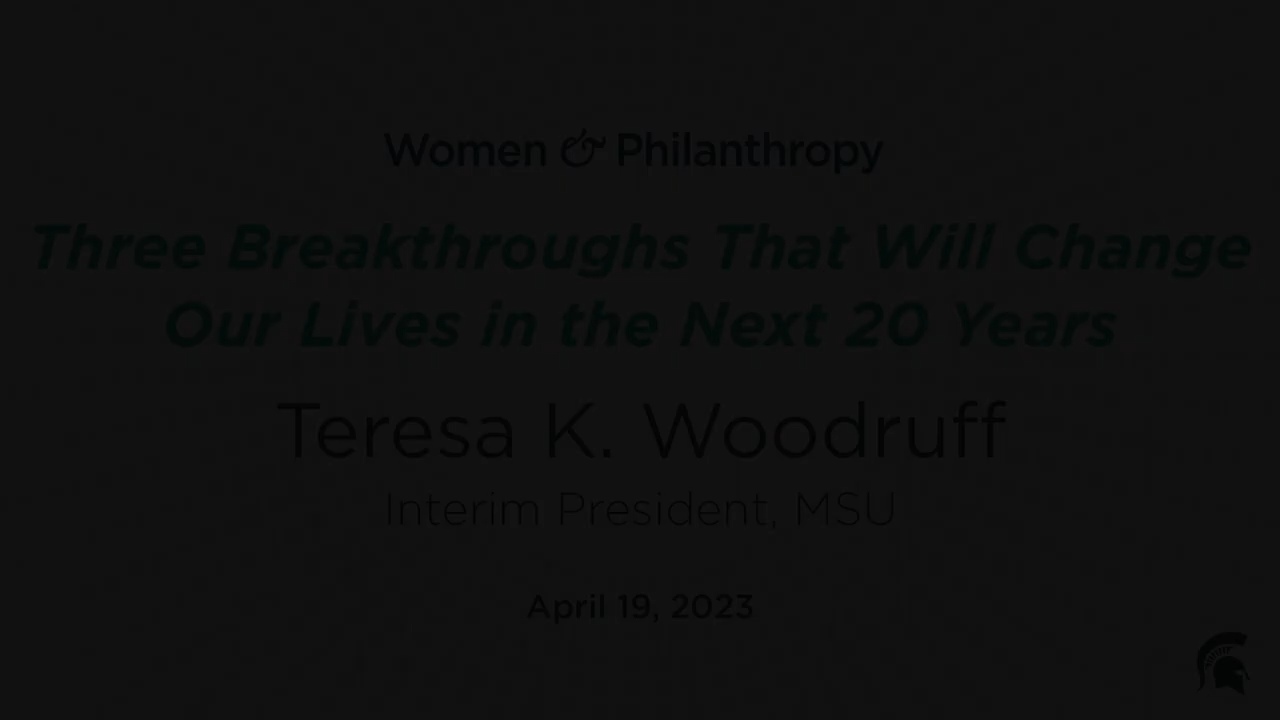 Women & Philanthropy
Three Breakthroughs That Will Change
Our Lives in the Next 20 Years
Teresa K. Woodruff
Interim President, MSU
April 19, 2023